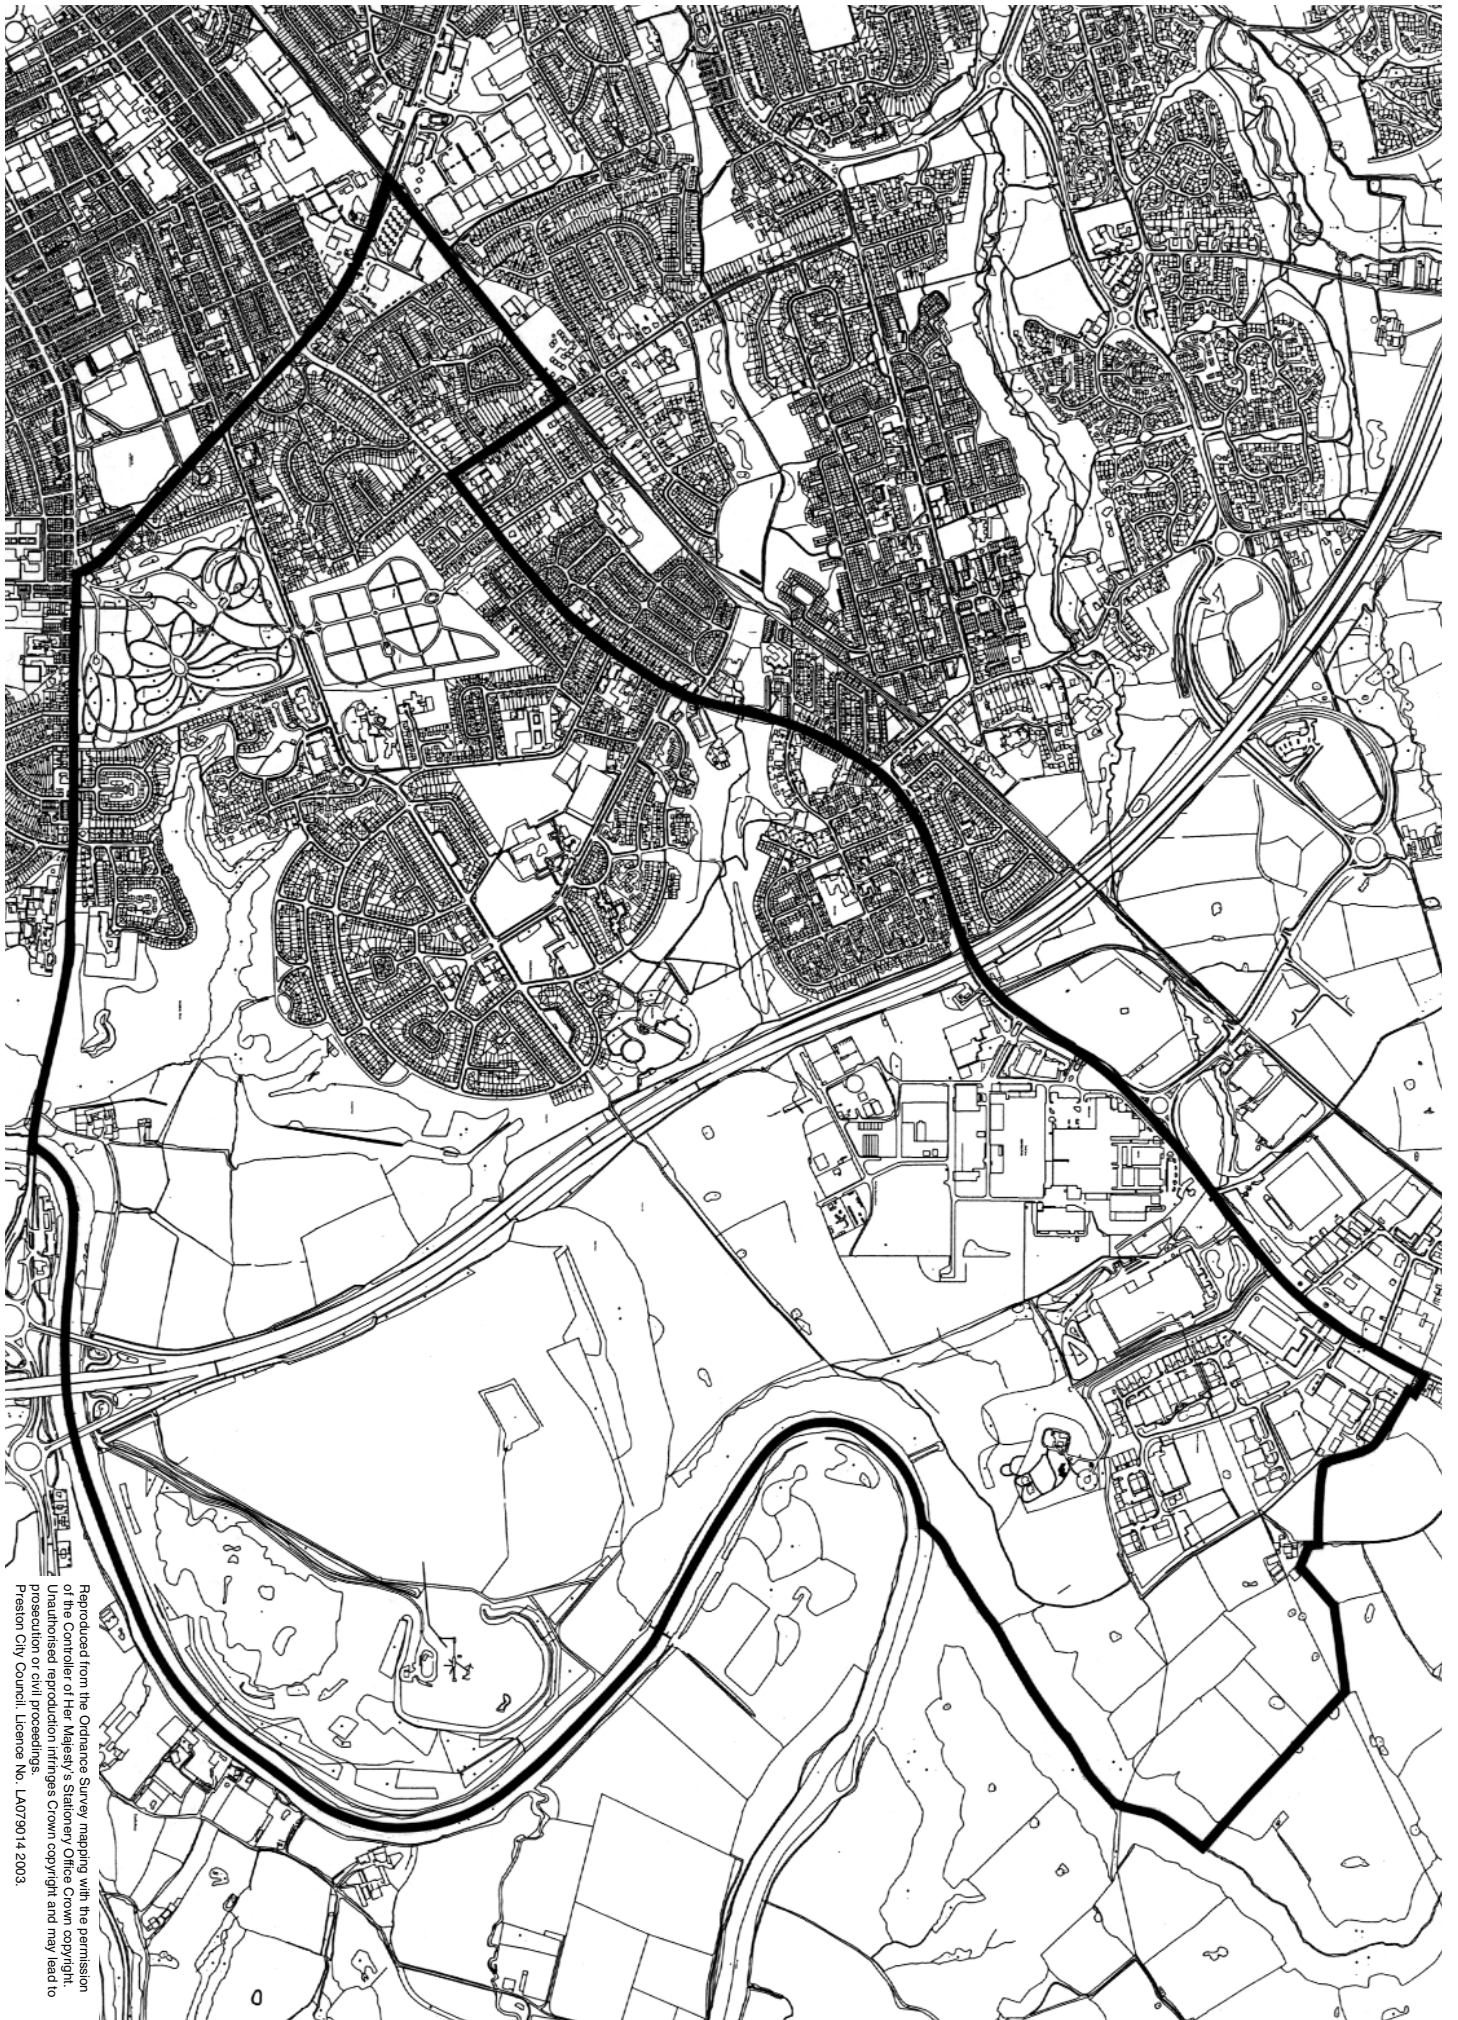 Reproduced from the Ordnance Survey mapping with the permission
of the Controller of Her Majesty's Stationery Office Crown copyright.
Unauthorised reproduction infringes Crown copyright and may lead to
prosecution or civil proceedings.
Preston City Council. Licence No. LA079014 2003.